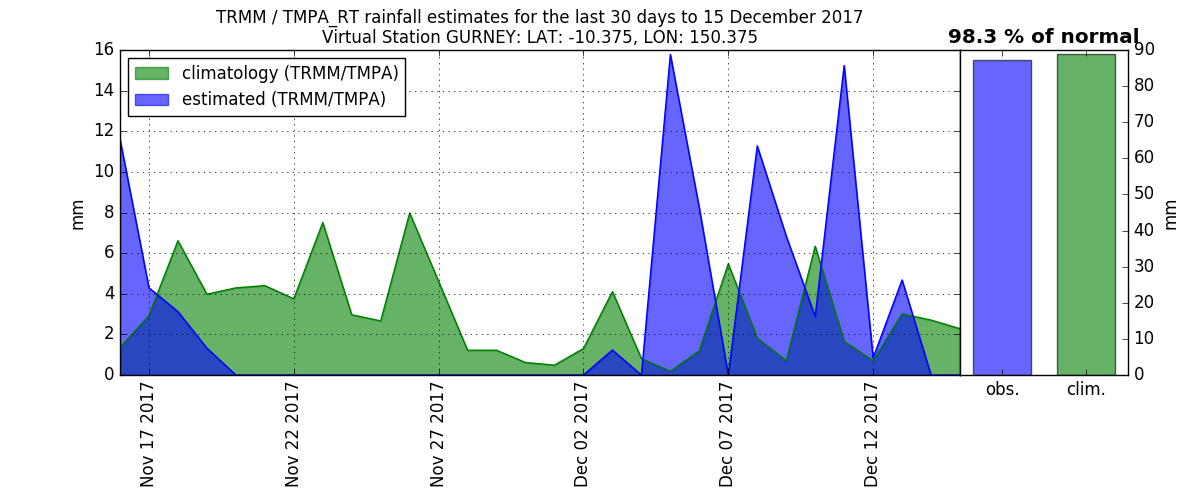 TRMM / TMPA_RT rainfall estimates for the last 30 days to 15 December 2017
Virtual Station GURNEY: LAT: -10.375, LON: 150.375
98.3 % of normal
climatology (TRMM/TMPA)
estimated (TRMM/TMPA)
16
14
12
10
8
6
4
2
0
mm
Nov 17 2017
Nov 22 2017
Nov 27 2017
Dec 02 2017
Dec 07 2017
Dec 12 2017
obs.
clim.
90
80
70
60
50
40
30
20
10
0
mm